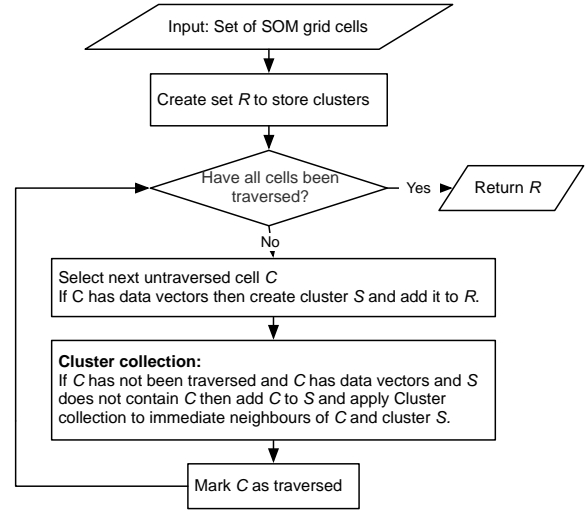 Input: Set of SOM grid cells
Create set R to store clusters
Have all cells been
traversed?
Yes
Return R
No
Select next untraversed cell C
If C has data vectors then create cluster S and add it to R.
Cluster collection:
If C has not been traversed and C has data vectors and S
does not contain C then add C to S and apply Cluster
collection to immediate neighbours of C and cluster S.
Mark C as traversed